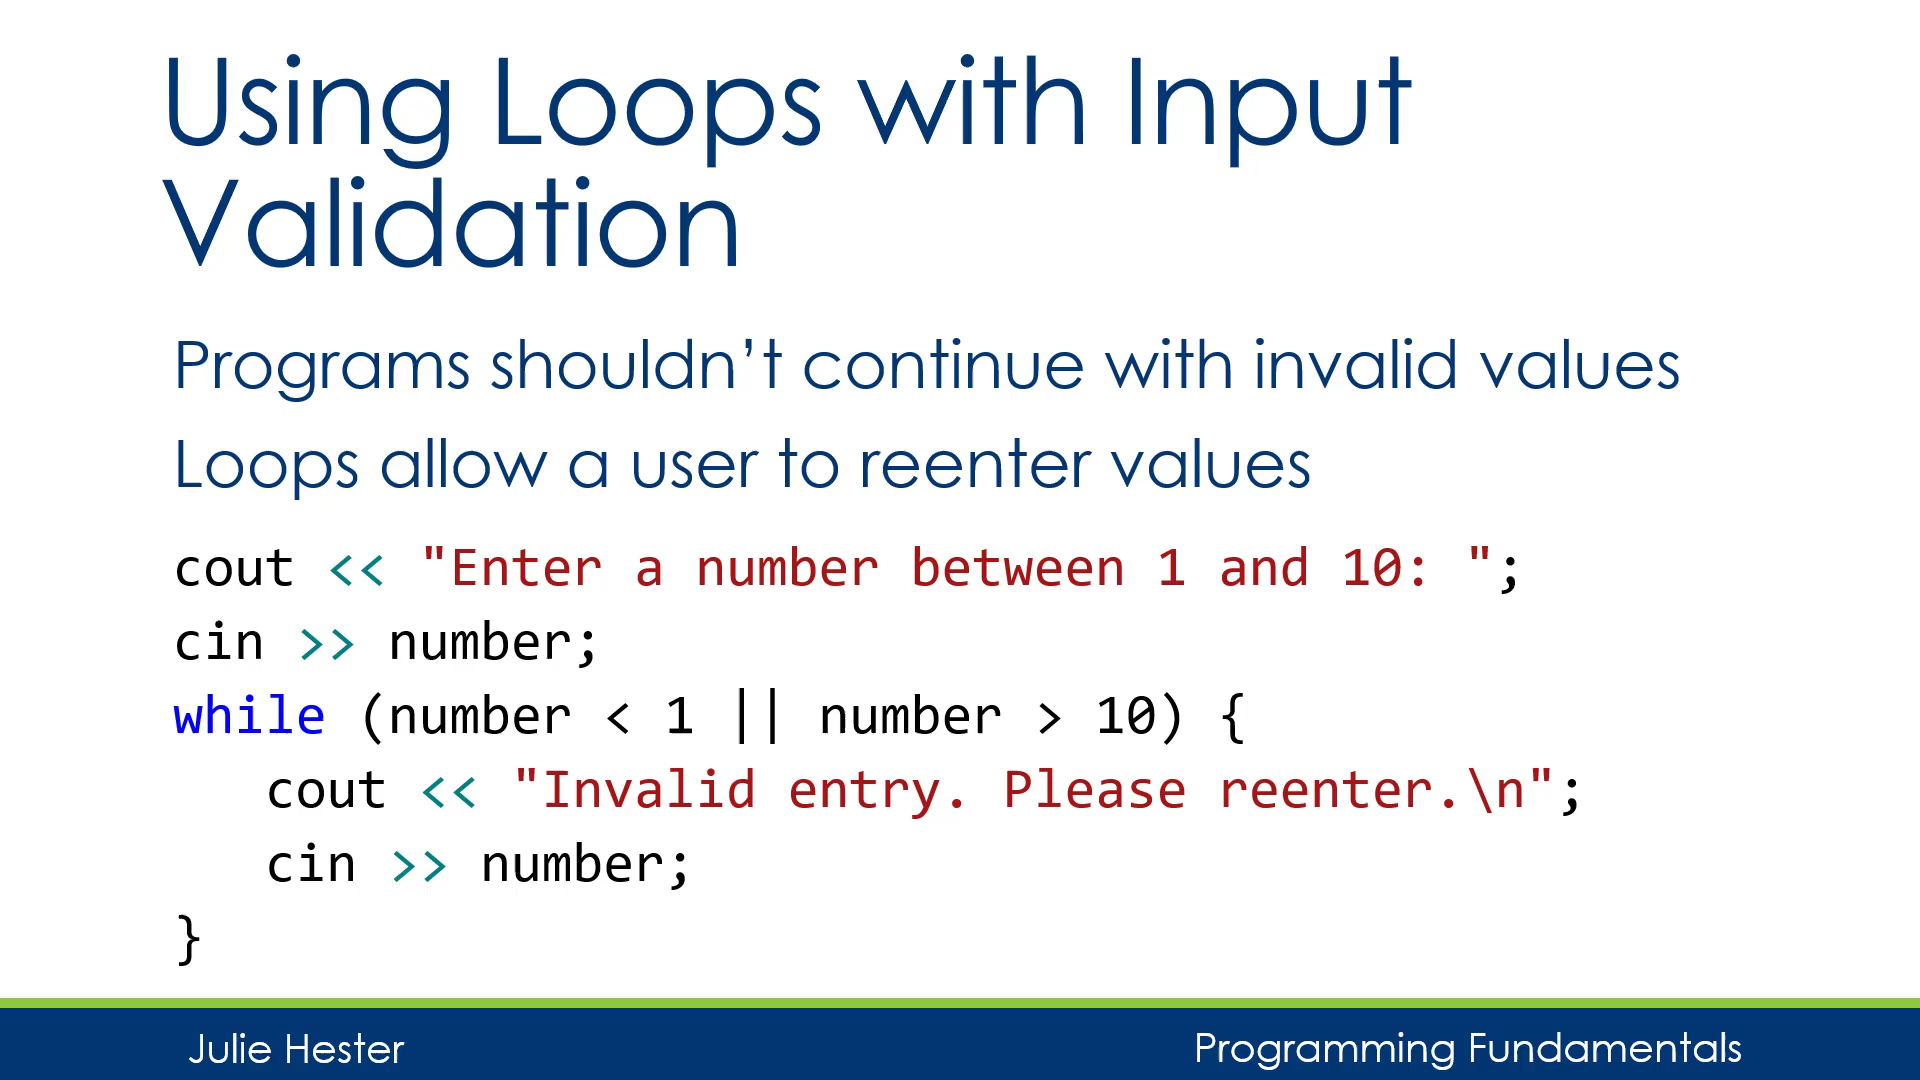 Using Loops with Input
Validation
Programs shouldn’t continue with invalid values
Loops allow a user to reenter values
cout << "Enter a number between 1 and 10: ";
cin >> number;
while (number < 1 || number > 10) {
   cout << "Invalid entry. Please reenter.\n";
   cin >> number;
}
Julie Hester
Programming Fundamentals